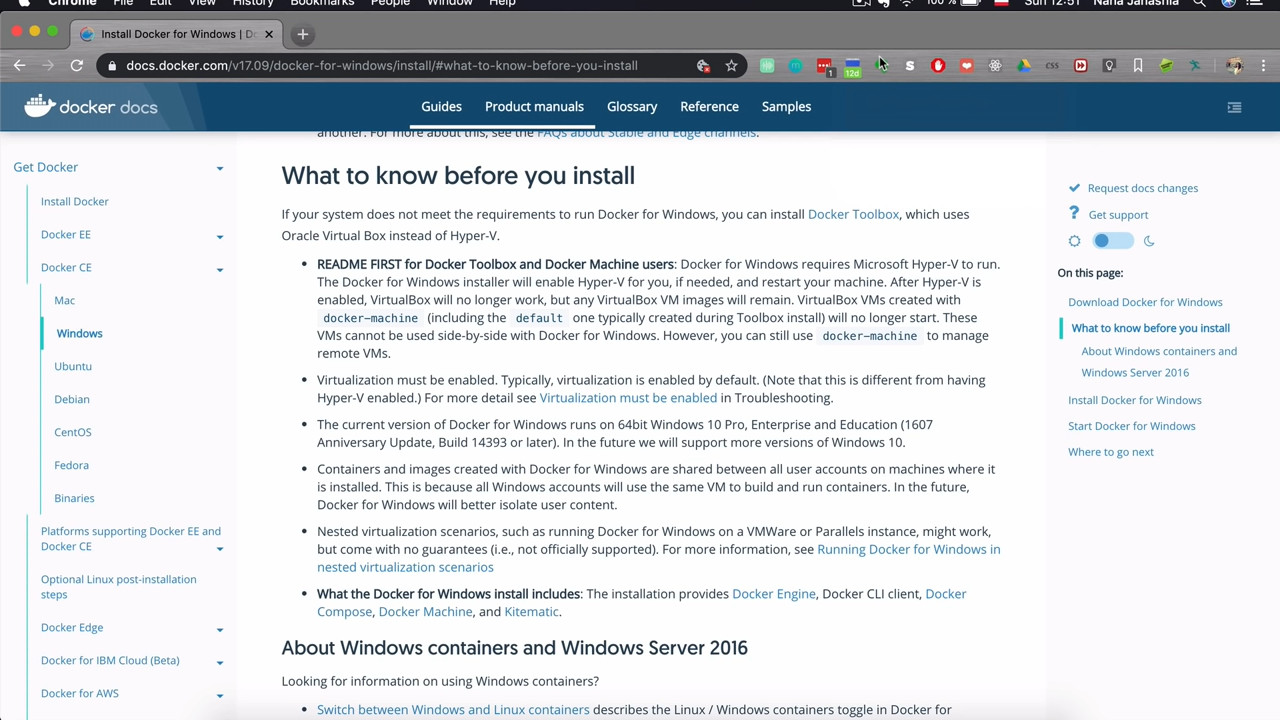 Chrome File Edit View History Bookmarks People Window Help 100 % Sun 12:51 Nana Janashia
Install Docker for Windows | D
docs.docker.com/v17.09/docker-for-windows/install/#what-to-know-before-you-install
1 12d S css
docker docs Guides Product manuals Glossary Reference Samples
another. For more about this, see the FAQs about Stable and Edge channels.
Get Docker
Install Docker
Docker EE
Docker CE
Mac
Windows
Ubuntu
Debian
CentOS
Fedora
Binaries
Platforms supporting Docker EE and
Docker CE
Optional Linux post-installation
steps
Docker Edge
Docker for IBM Cloud (Beta)
Docker for AWS
What to know before you install
If your system does not meet the requirements to run Docker for Windows, you can install Docker Toolbox, which uses
Oracle Virtual Box instead of Hyper-V.
• README FIRST for Docker Toolbox and Docker Machine users: Docker for Windows requires Microsoft Hyper-V to run.
The Docker for Windows installer will enable Hyper-V for you, if needed, and restart your machine. After Hyper-V is
enabled, VirtualBox will no longer work, but any VirtualBox VM images will remain. VirtualBox VMs created with
docker-machine (including the default one typically created during Toolbox install) will no longer start. These
VMs cannot be used side-by-side with Docker for Windows. However, you can still use docker-machine to manage
remote VMs.
• Virtualization must be enabled. Typically, virtualization is enabled by default. (Note that this is different from having
Hyper-V enabled.) For more detail see Virtualization must be enabled in Troubleshooting.
• The current version of Docker for Windows runs on 64bit Windows 10 Pro, Enterprise and Education (1607
Anniversary Update, Build 14393 or later). In the future we will support more versions of Windows 10.
• Containers and images created with Docker for Windows are shared between all user accounts on machines where it
is installed. This is because all Windows accounts will use the same VM to build and run containers. In the future,
Docker for Windows will better isolate user content.
• Nested virtualization scenarios, such as running Docker for Windows on a VMWare or Parallels instance, might work,
but come with no guarantees (i.e., not officially supported). For more information, see Running Docker for Windows in
nested virtualization scenarios
• What the Docker for Windows install includes: The installation provides Docker Engine, Docker CLI client, Docker
Compose, Docker Machine, and Kitematic.
About Windows containers and Windows Server 2016
Looking for information on using Windows containers?
• Switch between Windows and Linux containers describes the Linux / Windows containers toggle in Docker for
Request docs changes
Get support
On this page:
Download Docker for Windows
What to know before you install
About Windows containers and
Windows Server 2016
Install Docker for Windows
Start Docker for Windows
Where to go next